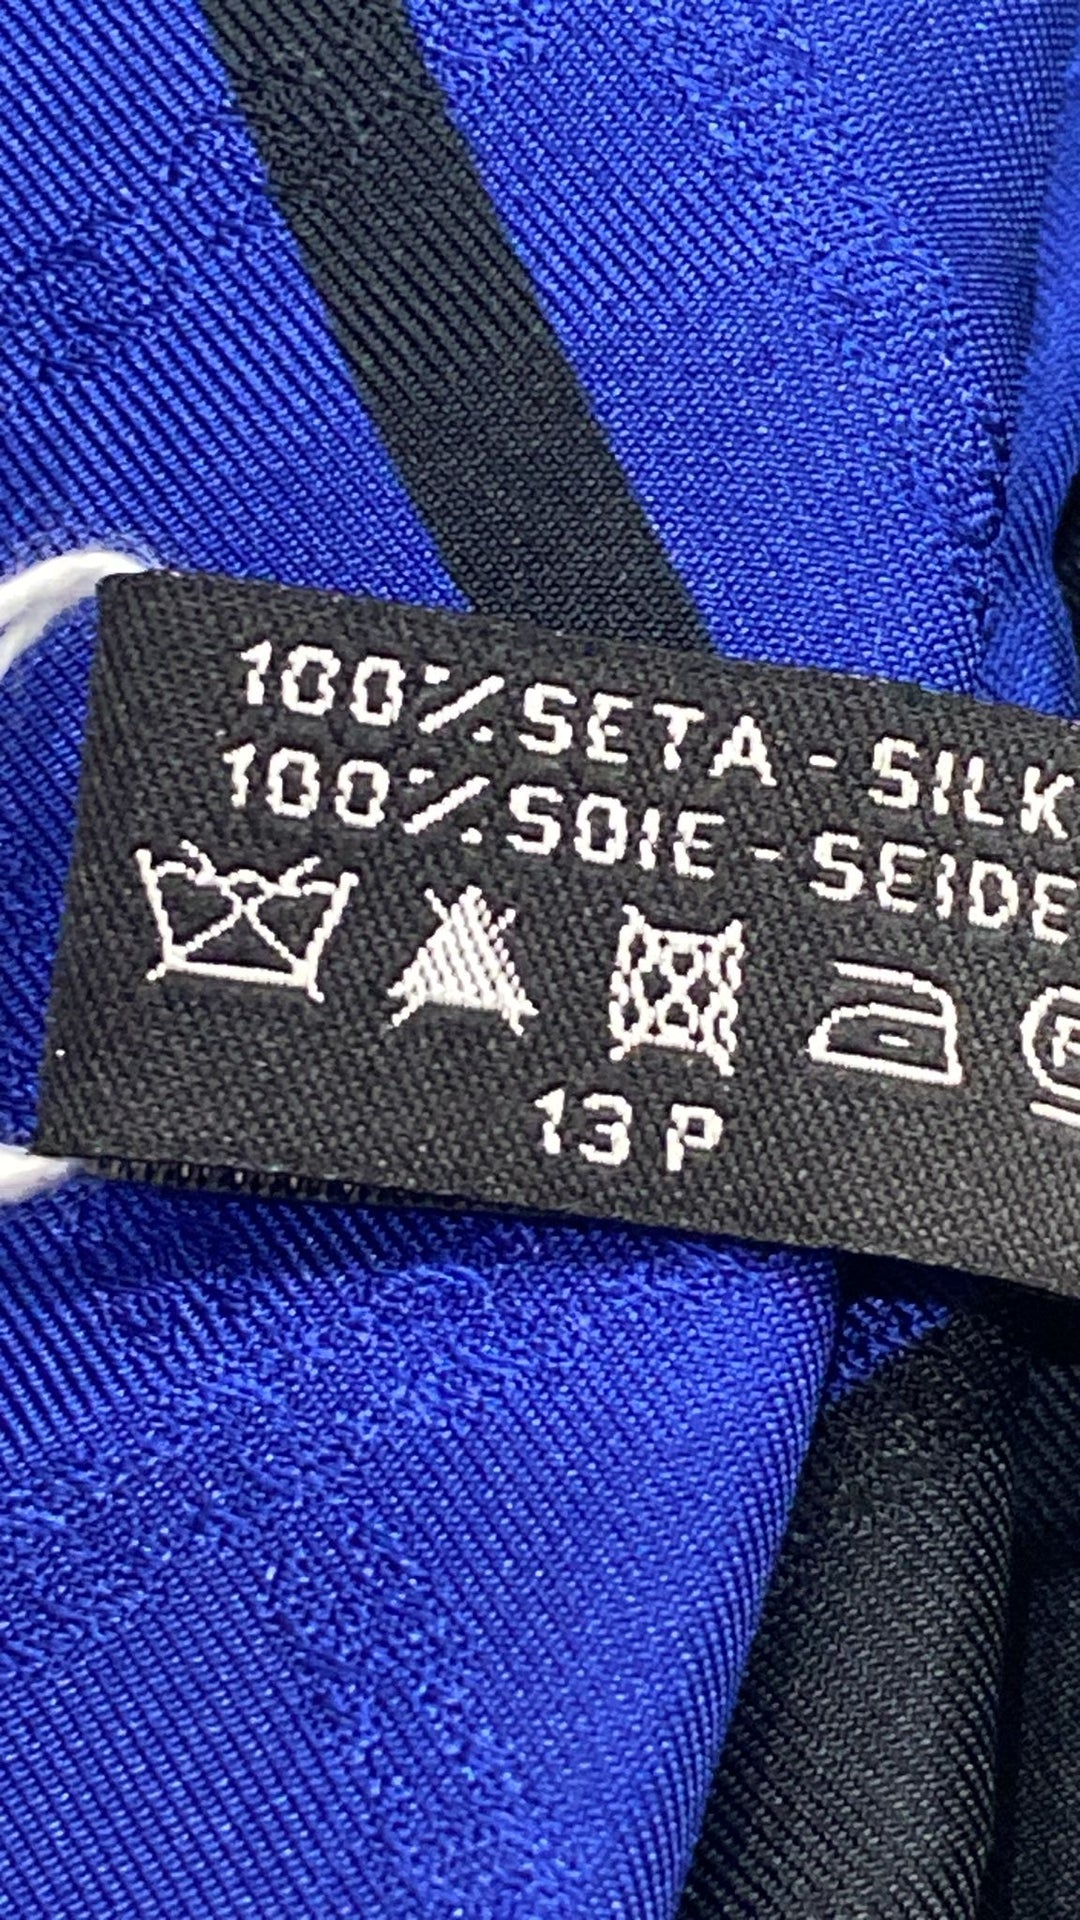 100% SETA - SILK
100% SOIE - SEIDE
P
13 P